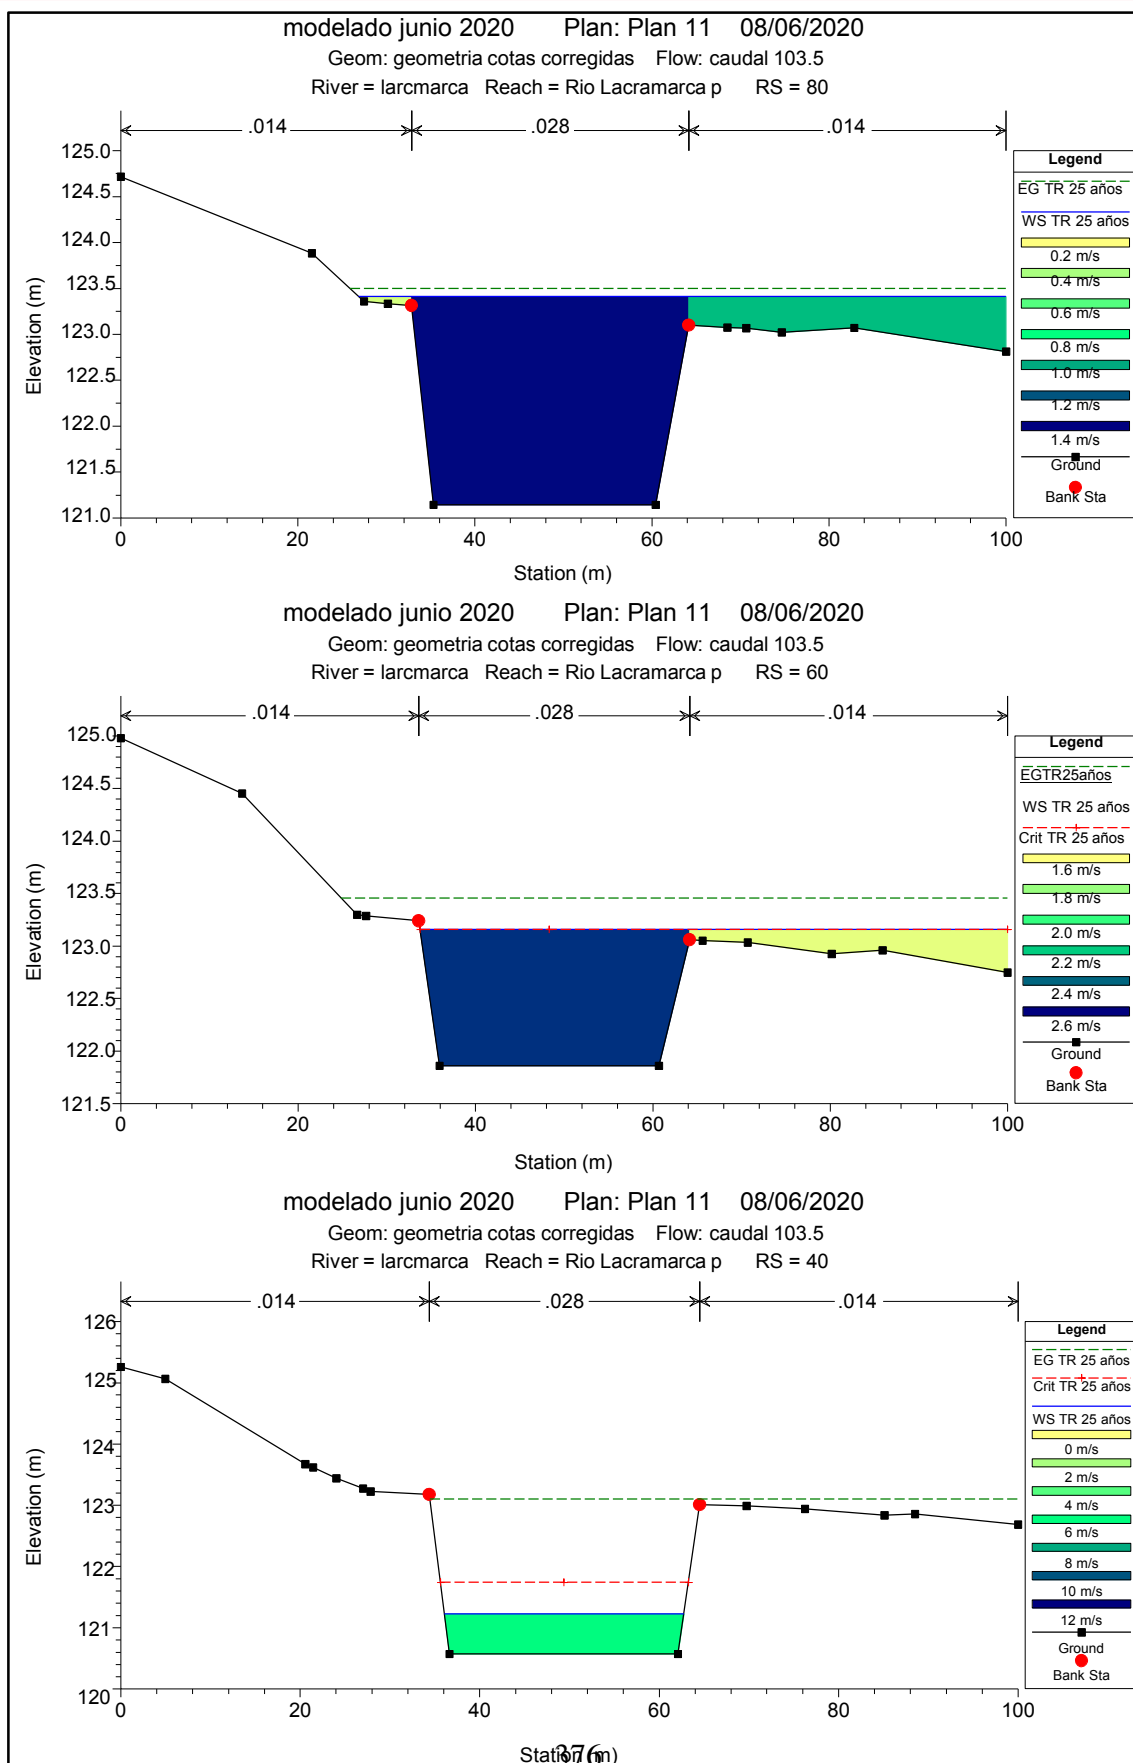 modelado junio 2020 Plan: Plan 11 08/06/2020
Geom: geometria cotas corregidas Flow: caudal 103.5
River = larcmarca Reach = Rio Lacramarca p RS = 80
.014 .028 .014
125.0
124.5
124.0
123.5
123.0
122.5
122.0
121.5
121.0
Elevation (m)
0 20 40 60 80 100
Station (m)
Legend
EG TR 25 años
WS TR 25 años
0.2 m/s
0.4 m/s
0.6 m/s
0.8 m/s
1.0 m/s
1.2 m/s
1.4 m/s
Ground
Bank Sta
modelado junio 2020 Plan: Plan 11 08/06/2020
Geom: geometria cotas corregidas Flow: caudal 103.5
River = larcmarca Reach = Rio Lacramarca p RS = 60
.014 .028 .014
125.0
124.5
124.0
123.5
123.0
122.5
122.0
121.5
Elevation (m)
0 20 40 60 80 100
Station (m)
Legend
EGTR25años
WS TR 25 años
Crit TR 25 años
1.6 m/s
1.8 m/s
2.0 m/s
2.2 m/s
2.4 m/s
2.6 m/s
Ground
Bank Sta
modelado junio 2020 Plan: Plan 11 08/06/2020
Geom: geometria cotas corregidas Flow: caudal 103.5
River = larcmarca Reach = Rio Lacramarca p RS = 40
.014 .028 .014
126
125
124
123
122
121
120
Elevation (m)
0 20 40 60 80 100
Station (m)
Legend
EG TR 25 años
Crit TR 25 años
WS TR 25 años
0 m/s
2 m/s
4 m/s
6 m/s
8 m/s
10 m/s
12 m/s
Ground
Bank Sta
376